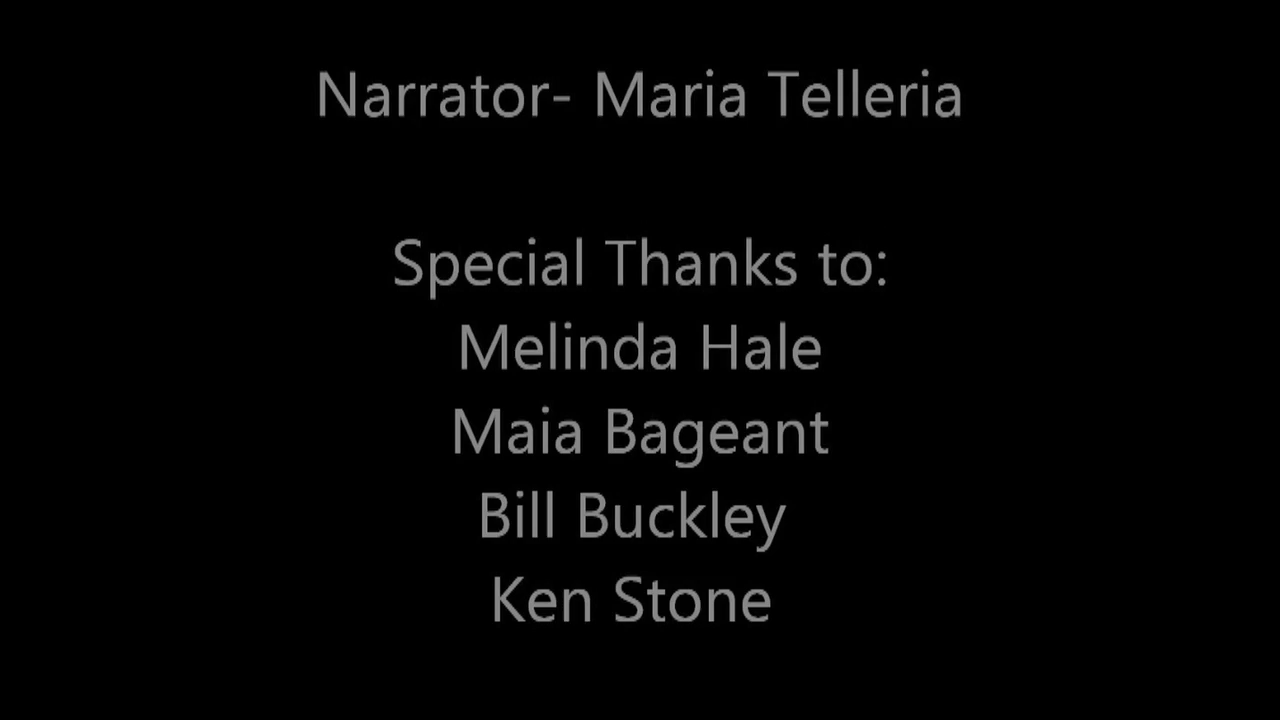 Narrator- Maria Telleria
Special Thanks to:
Melinda Hale
Maia Bageant
Bill Buckley
Ken Stone